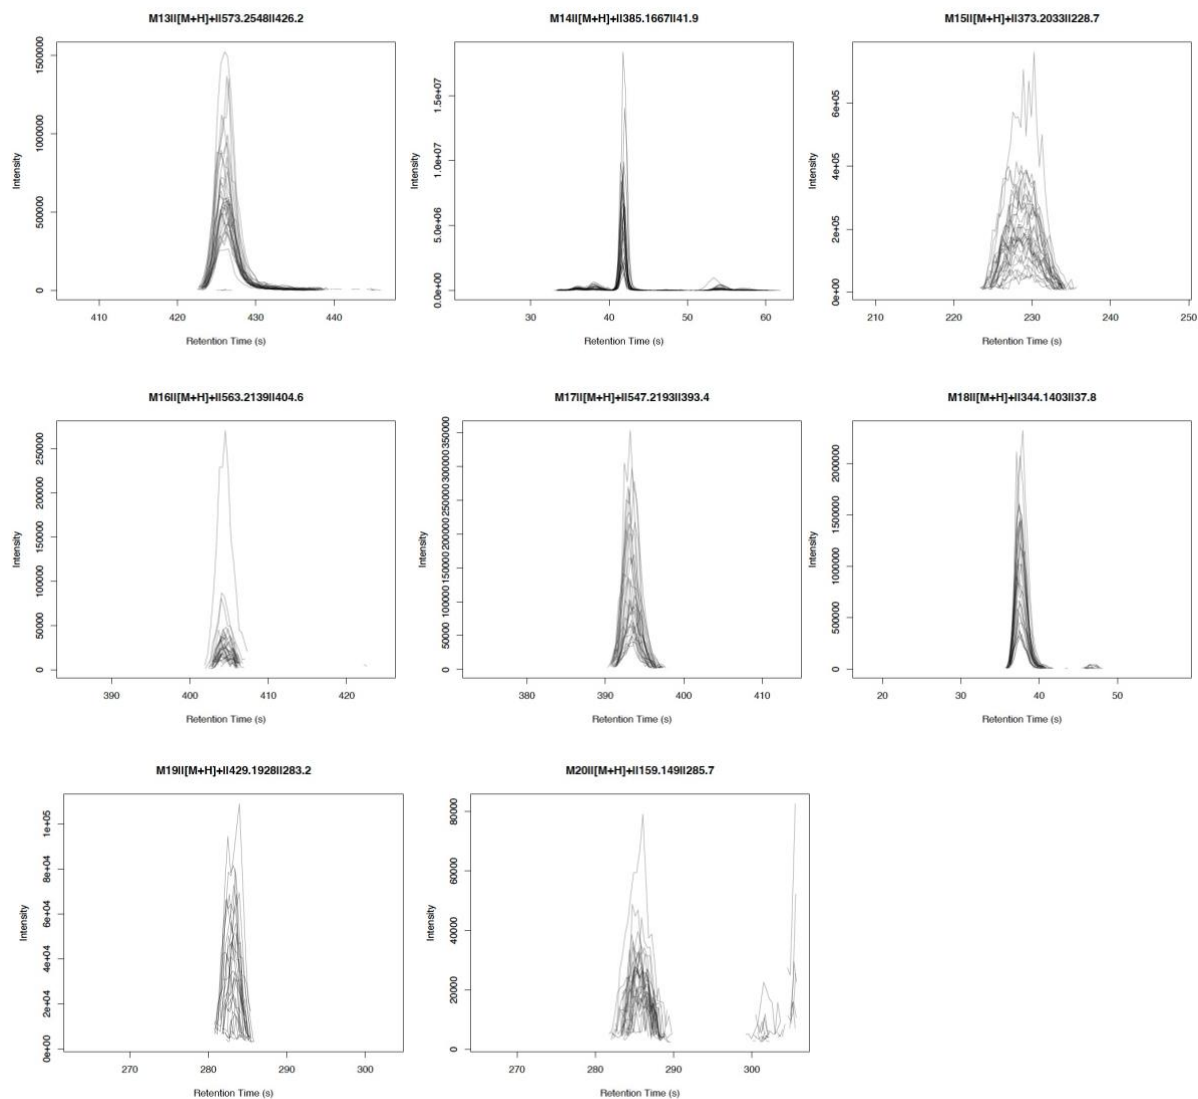 M13||[M+H]+||573.2548||426.2
M14||[M+H]+||385.1667||41.9
M15||[M+H]+||373.2033||228.7
Intensity
0
500000
1000000
1500000
410
420
430
440
Retention Time (s)
Intensity
0.0e+00
5.0e+06
1.0e+07
1.5e+07
30
40
50
60
Retention Time (s)
Intensity
0e+00
2e+05
4e+05
6e+05
210
220
230
240
250
Retention Time (s)
M16||[M+H]+||563.2139||404.6
M17||[M+H]+||547.2193||393.4
M18||[M+H]+||344.1403||37.8
Intensity
0
50000
100000
150000
200000
250000
390
400
410
420
Retention Time (s)
Intensity
0
50000
100000
150000
200000
250000
300000
350000
380
390
400
410
Retention Time (s)
Intensity
0
500000
1000000
1500000
2000000
20
30
40
50
Retention Time (s)
M19||[M+H]+||429.1928||283.2
M20||[M+H]+||159.149||285.7
Intensity
0e+00
2e+04
4e+04
6e+04
8e+04
1e+05
270
280
290
300
Retention Time (s)
Intensity
0
20000
40000
60000
80000
270
280
290
300
Retention Time (s)